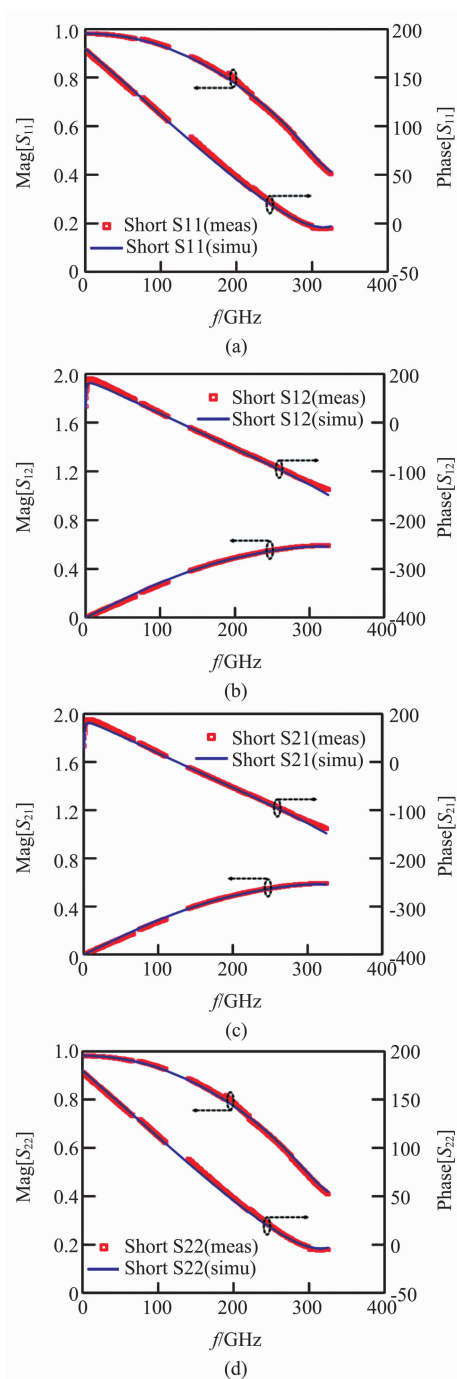 1.0
0.8
0.6
0.4
0.2
0
200
150
100
50
0
-50
Mag[S11]
Phase[S11]
Short S11(meas)
Short S11(simu)
0
100
200
300
400
f/GHz
(a)
2.0
1.6
1.2
0.8
0.4
0
200
100
0
-100
-200
-300
-400
Mag[S12]
Phase[S12]
Short S12(meas)
Short S12(simu)
0
100
200
300
400
f/GHz
(b)
2.0
1.6
1.2
0.8
0.4
0
200
100
0
-100
-200
-300
-400
Mag[S21]
Phase[S21]
Short S21(meas)
Short S21(simu)
0
100
200
300
400
f/GHz
(c)
1.0
0.8
0.6
0.4
0.2
0
200
150
100
50
0
-50
Mag[S22]
Phase[S22]
Short S22(meas)
Short S22(simu)
0
100
200
300
400
f/GHz
(d)